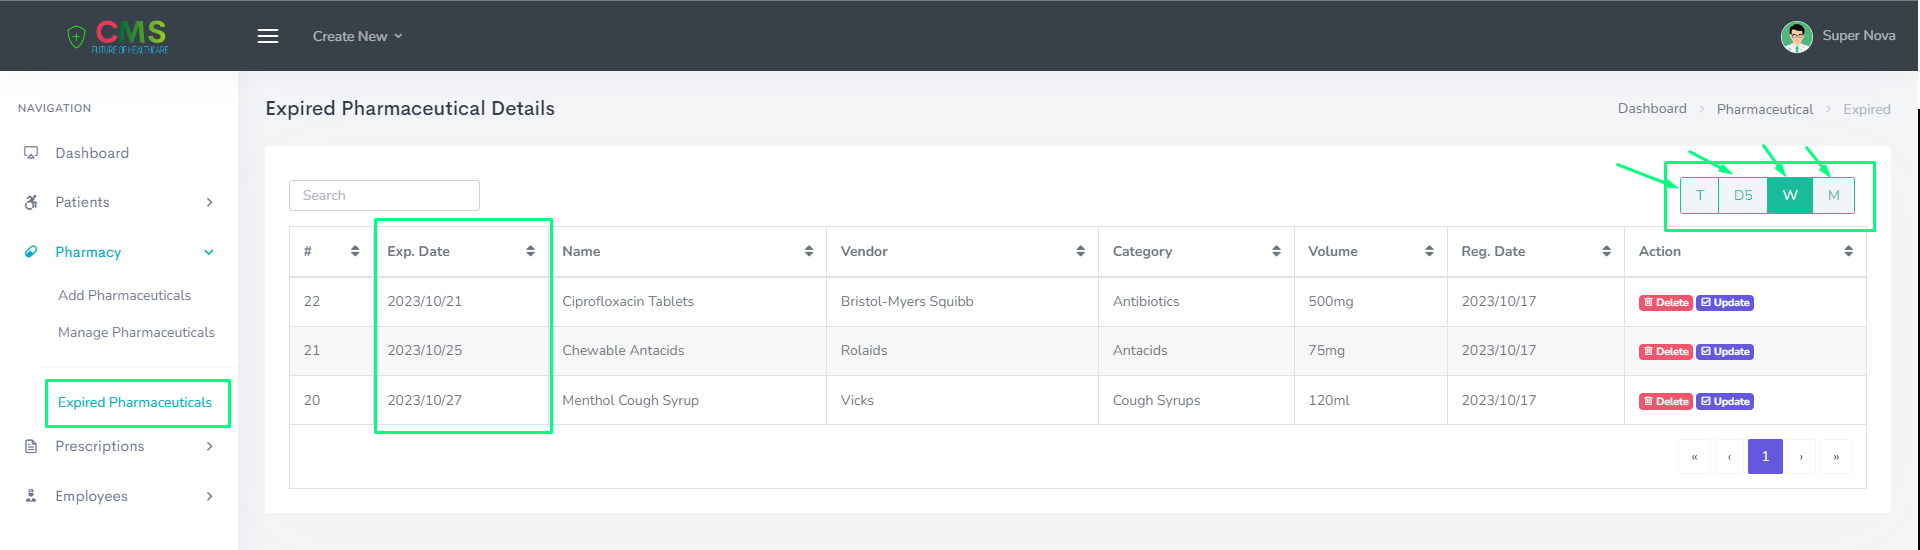 CMS
FUTURE OF HEALTHCARE
Create New
Super Nova
NAVIGATION
Dashboard
Patients
Pharmacy
Add Pharmaceuticals
Manage Pharmaceuticals
Expired Pharmaceuticals
Prescriptions
Employees
Expired Pharmaceutical Details
Dashboard > Pharmaceutical > Expired
Search
T D5 W M
# Exp. Date Name Vendor Category Volume Reg. Date Action
22 2023/10/21 Ciprofloxacin Tablets Bristol-Myers Squibb Antibiotics 500mg 2023/10/17 Delete Update
21 2023/10/25 Chewable Antacids Rolaids Antacids 75mg 2023/10/17 Delete Update
20 2023/10/27 Menthol Cough Syrup Vicks Cough Syrups 120ml 2023/10/17 Delete Update
« ‹ 1 › »